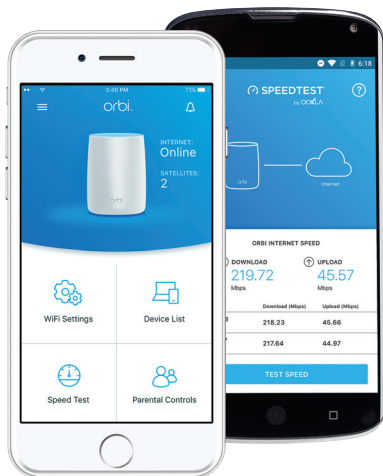 3:40 PM 73%
orbi
INTERNET:
Online
SATELLITES:
2
orbi
WiFi Settings Device List
Speed Test Parental Controls
6:18
SPEEDTEST
by OOKLA
?
orbi Internet
ORBI INTERNET SPEED
DOWNLOAD UPLOAD
219.72 45.57
Mbps Mbps
Download (Mbps) Upload (Mbps)
218.23 45.66
217.64 44.97
TEST SPEED